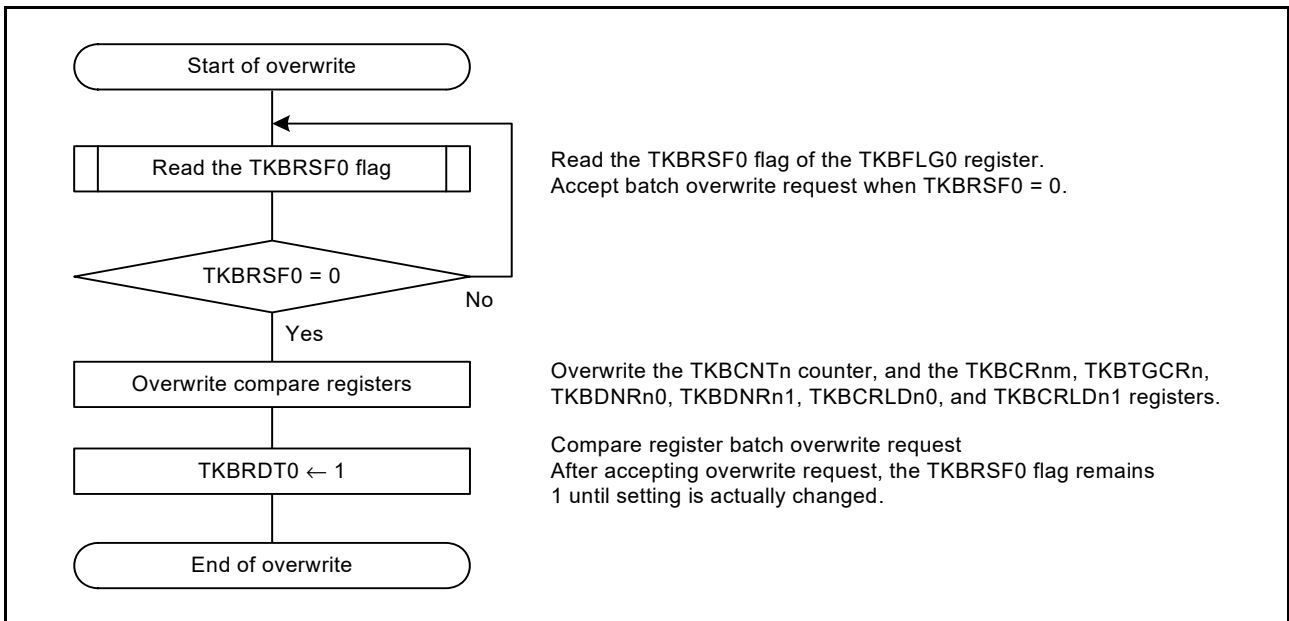 Start of overwrite
Read the TKBRSF0 flag
Read the TKBRSF0 flag of the TKBFLG0 register.
Accept batch overwrite request when TKBRSF0 = 0.
TKBRSF0 = 0
No
Yes
Overwrite compare registers
Overwrite the TKBCNTn counter, and the TKBCRnm, TKBTGCRn,
TKBDNRn0, TKBDNRn1, TKBCRLDn0, and TKBCRLDn1 registers.
TKBRDT0 ← 1
Compare register batch overwrite request
After accepting overwrite request, the TKBRSF0 flag remains
1 until setting is actually changed.
End of overwrite